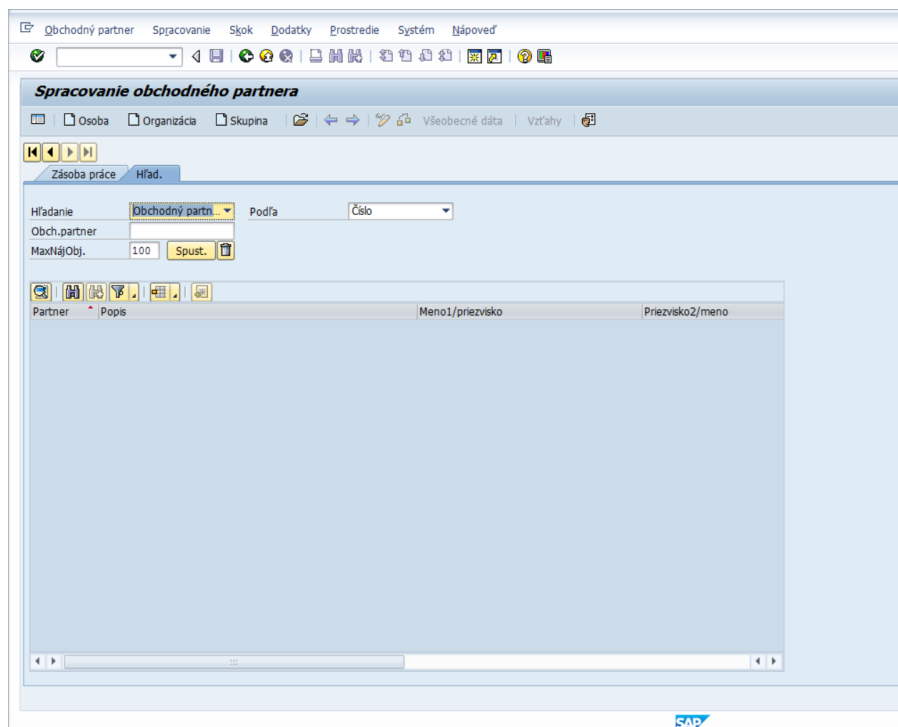 Obchodný partner Spracovanie Skok Dodatky Prostredie Systém Nápoveď
Spracovanie obchodného partnera
Osoba Organizácia Skupina Všeobecné dáta Vzťahy
Zásoba práce Hľad.
Hľadanie Obchodný partn... Podľa Číslo
Obch.partner
MaxNájObj. 100 Spust.
Partner Popis Meno1/priezvisko Priezvisko2/meno
SAP